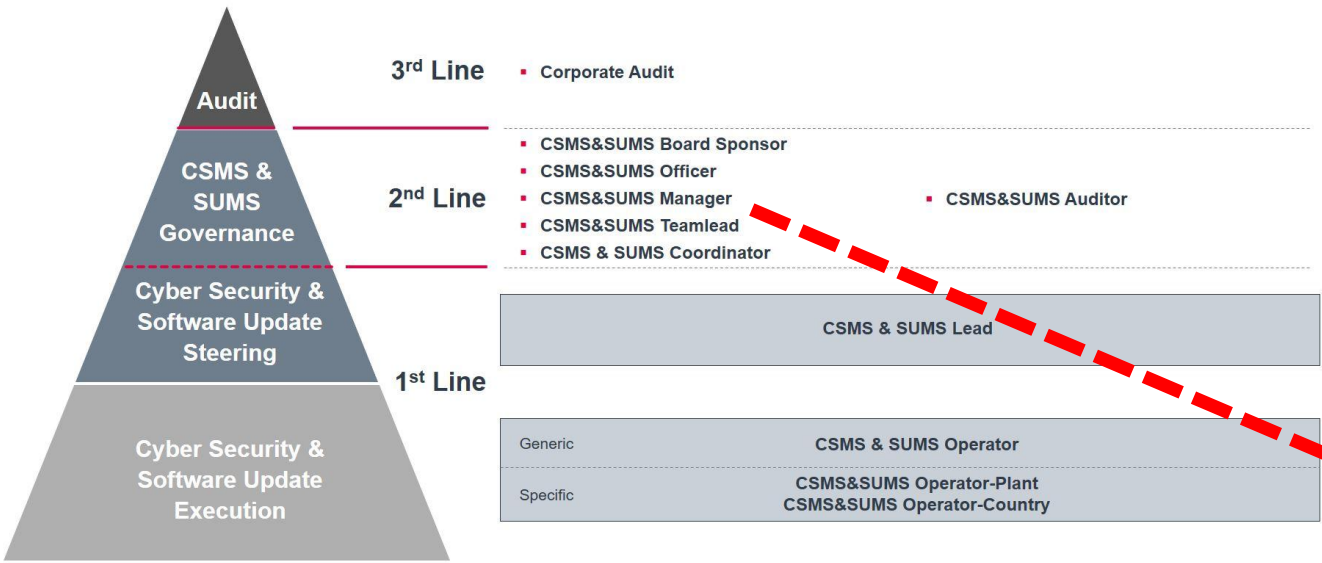 Audit
3rd Line
Corporate Audit
CSMS &
SUMS
Governance
2nd Line
CSMS&SUMS Board Sponsor
CSMS&SUMS Officer
CSMS&SUMS Manager
CSMS&SUMS Teamlead
CSMS & SUMS Coordinator
CSMS&SUMS Auditor
Cyber Security &
Software Update
Steering
1st Line
CSMS & SUMS Lead
Cyber Security &
Software Update
Execution
Generic
CSMS & SUMS Operator
Specific
CSMS&SUMS Operator-Plant
CSMS&SUMS Operator-Country